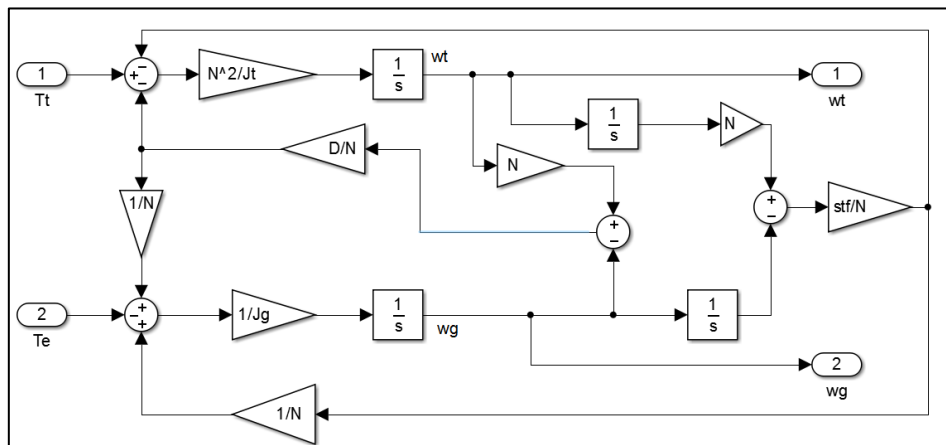 1
Tt
+
−
−
N^2/Jt
1
s
wt
1
wt
1
s
N
D/N
N
1/N
+
−
stf/N
+
−
2
Te
−
+
+
1/Jg
1
s
wg
1
s
2
wg
1/N